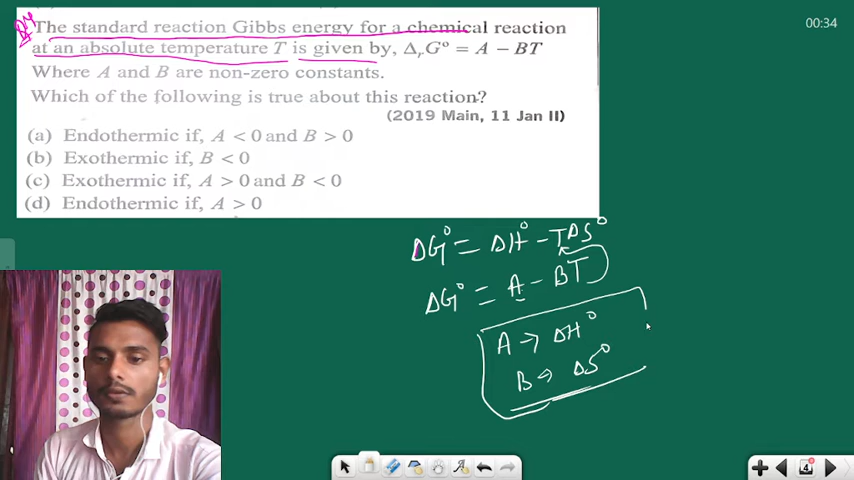 00:34
The standard reaction Gibbs energy for a chemical reaction
at an absolute temperature T is given by, ΔᵣG° = A − BT
Where A and B are non-zero constants.
Which of the following is true about this reaction?
(2019 Main, 11 Jan II)
(a) Endothermic if, A < 0 and B > 0
(b) Exothermic if, B < 0
(c) Exothermic if, A > 0 and B < 0
(d) Endothermic if, A > 0
ΔG° = ΔH° − TΔS°
ΔG° = A − BT
A → ΔH°
B → ΔS°
4